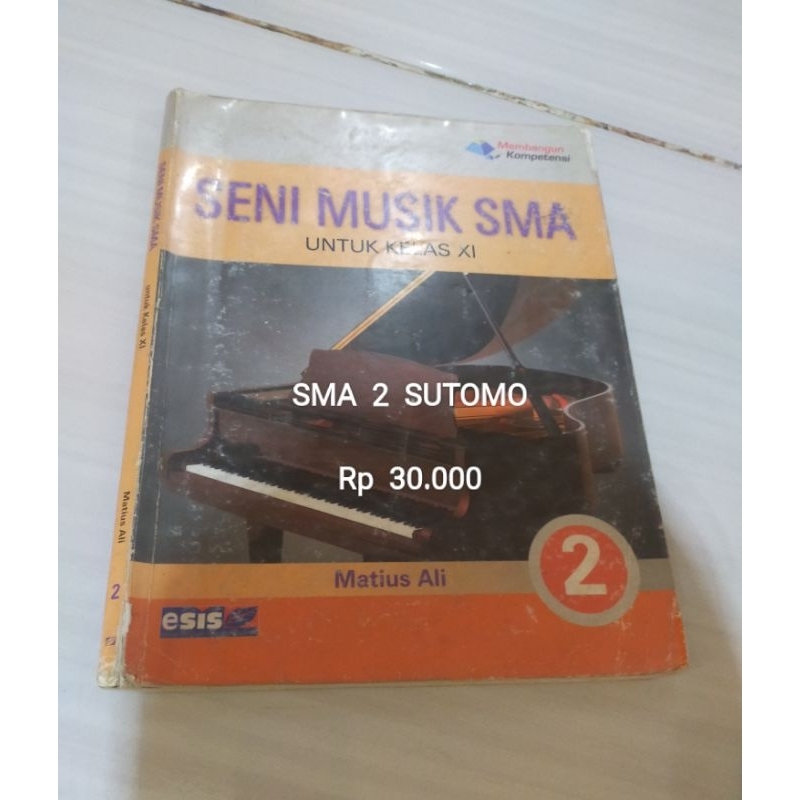 Membangun
Kompetensi
SENI MUSIK SMA
UNTUK KELAS XI
SMA 2 SUTOMO
Rp 30.000
Matius Ali
2
esis
SENI MUSIK SMA
untuk Kelas XI
Matius Ali
2